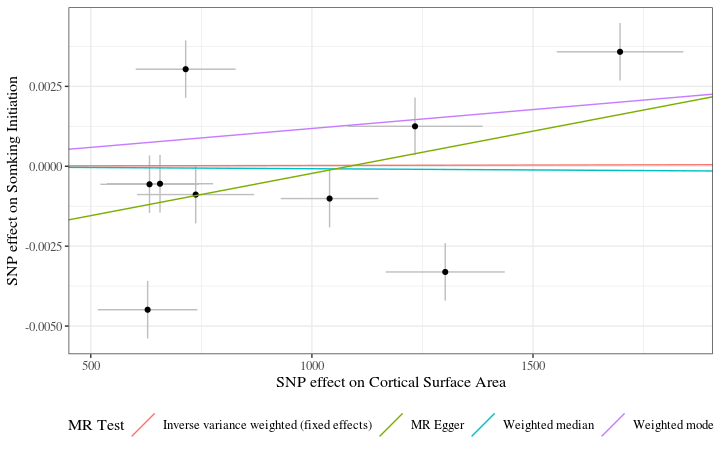 SNP effect on Somking Initiation
0.0025
0.0000
-0.0025
-0.0050
500
1000
1500
SNP effect on Cortical Surface Area
MR Test
Inverse variance weighted (fixed effects)
MR Egger
Weighted median
Weighted mode